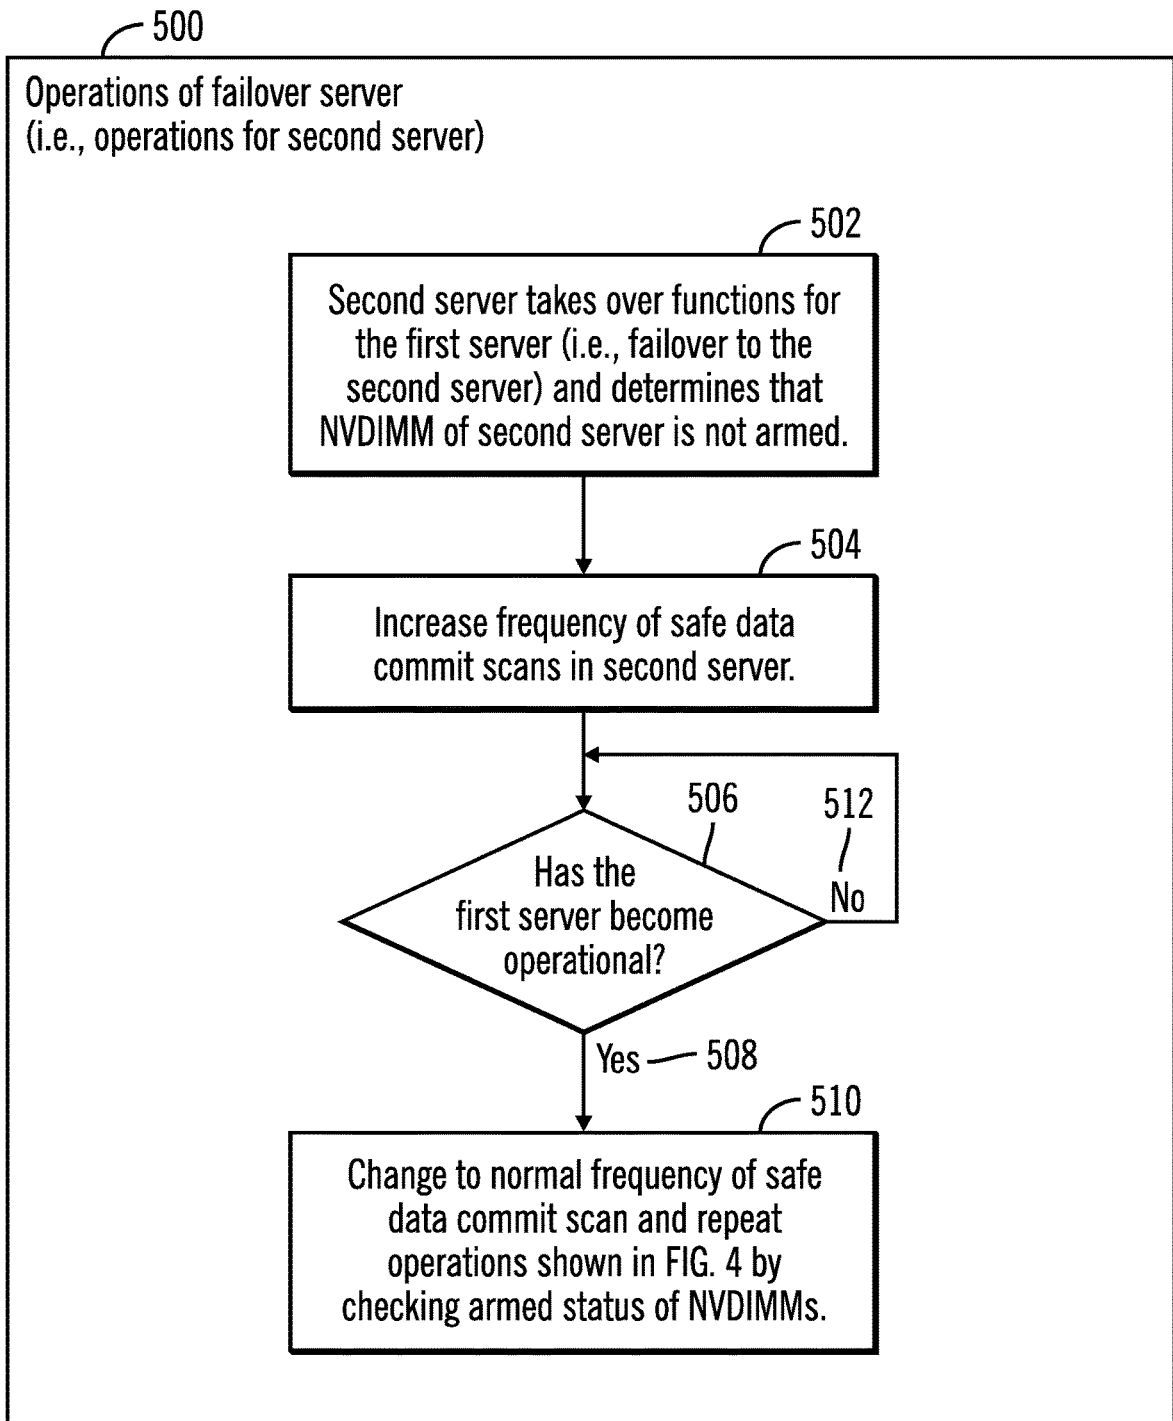 500
Operations of failover server
(i.e., operations for second server)
502
Second server takes over functions for
the first server (i.e., failover to the
second server) and determines that
NVDIMM of second server is not armed.
504
Increase frequency of safe data
commit scans in second server.
506
512
Has the
first server become
operational?
No
Yes
508
510
Change to normal frequency of safe
data commit scan and repeat
operations shown in FIG. 4 by
checking armed status of NVDIMMs.